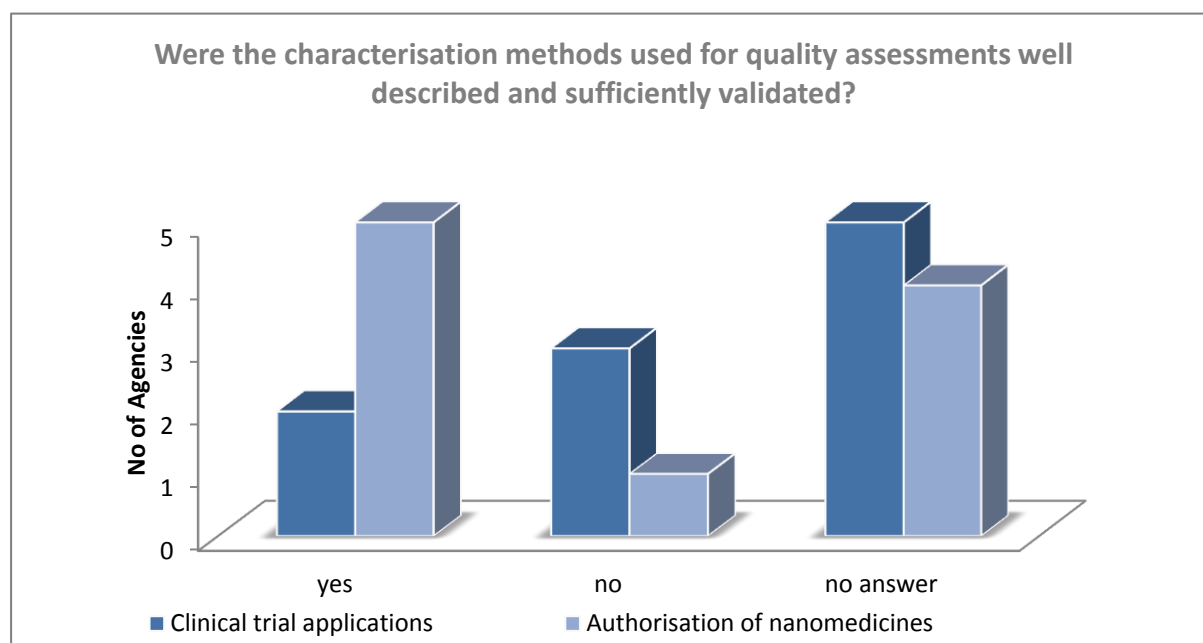 Were the characterisation methods used for quality assessments well
described and sufficiently validated?
No of Agencies
5
4
3
2
1
0
yes no no answer
Clinical trial applications Authorisation of nanomedicines